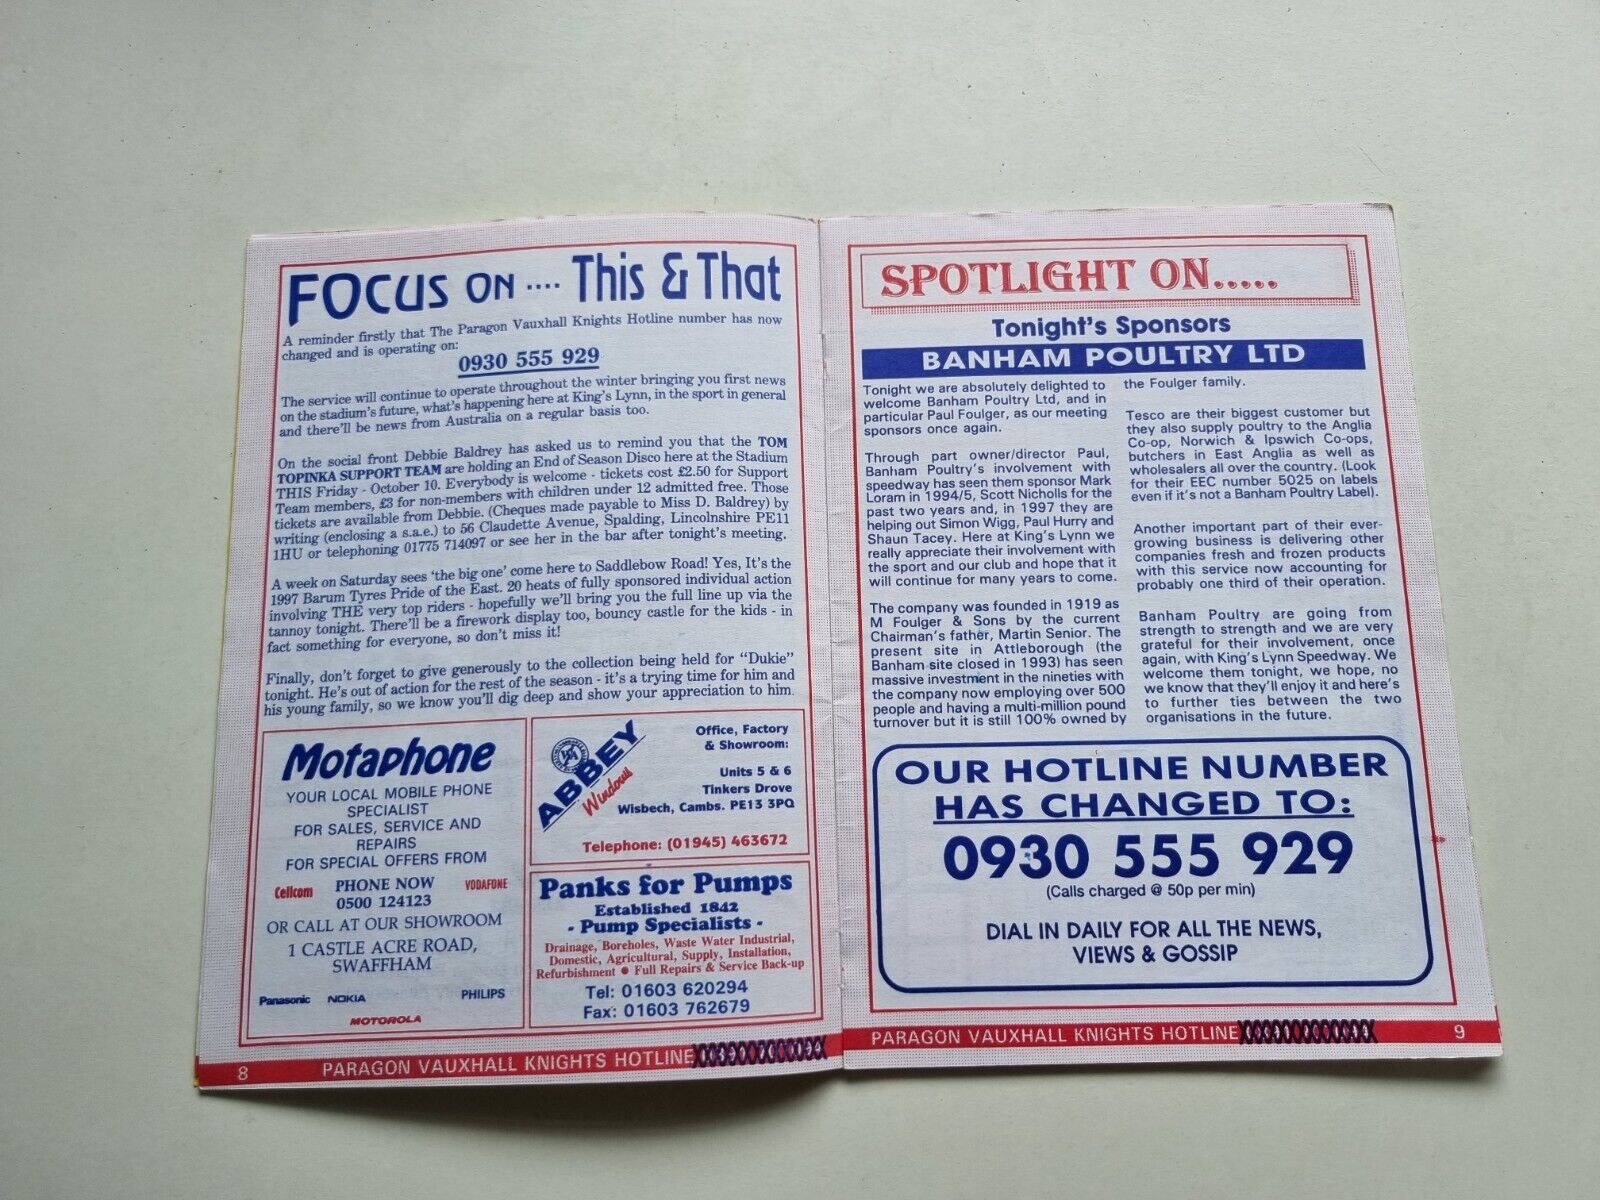 FOCUS ON .... This & That
A reminder firstly that The Paragon Vauxhall Knights Hotline number has now
changed and is operating on:
0930 555 929
The service will continue to operate throughout the winter bringing you first news
on the stadium's future, what's happening here at King's Lynn, in the sport in general
and there'll be news from Australia on a regular basis too.
On the social front Debbie Baldrey has asked us to remind you that the TOM
TOPINKA SUPPORT TEAM are holding an End of Season Disco here at the Stadium
THIS Friday - October 10. Everybody is welcome - tickets cost £2.50 for Support
Team members, £3 for non-members with children under 12 admitted free. Those
tickets are available from Debbie. (Cheques made payable to Miss D. Baldrey) by
writing (enclosing a s.a.e.) to 56 Claudette Avenue, Spalding, Lincolnshire PE11
1HU or telephoning 01775 714097 or see her in the bar after tonight's meeting.
A week on Saturday sees 'the big one' come here to Saddlebow Road! Yes, It's the
1997 Barum Tyres Pride of the East. 20 heats of fully sponsored individual action
involving THE very top riders - hopefully we'll bring you the full line up via the
tannoy tonight. There'll be a firework display too, bouncy castle for the kids - in
fact something for everyone, so don't miss it!
Finally, don't forget to give generously to the collection being held for "Dukie"
tonight. He's out of action for the rest of the season - it's a trying time for him and
his young family, so we know you'll dig deep and show your appreciation to him.
Motaphone
YOUR LOCAL MOBILE PHONE
SPECIALIST
FOR SALES, SERVICE AND
REPAIRS
FOR SPECIAL OFFERS FROM
Cellcom PHONE NOW VODAFONE
0500 124123
OR CALL AT OUR SHOWROOM
1 CASTLE ACRE ROAD,
SWAFFHAM
Panasonic NOKIA PHILIPS
MOTOROLA
ABBEY
Windows
Office, Factory
& Showroom:
Units 5 & 6
Tinkers Drove
Wisbech, Cambs. PE13 3PQ
Telephone: (01945) 463672
Panks for Pumps
Established 1842
- Pump Specialists -
Drainage, Boreholes, Waste Water Industrial,
Domestic, Agricultural, Supply, Installation,
Refurbishment • Full Repairs & Service Back-up
Tel: 01603 620294
Fax: 01603 762679
8 PARAGON VAUXHALL KNIGHTS HOTLINE
SPOTLIGHT ON.....
Tonight's Sponsors
BANHAM POULTRY LTD
Tonight we are absolutely delighted to
welcome Banham Poultry Ltd, and in
particular Paul Foulger, as our meeting
sponsors once again.
Through part owner/director Paul,
Banham Poultry's involvement with
speedway has seen them sponsor Mark
Loram in 1994/5, Scott Nicholls for the
past two years and, in 1997 they are
helping out Simon Wigg, Paul Hurry and
Shaun Tacey. Here at King's Lynn we
really appreciate their involvement with
the sport and our club and hope that it
will continue for many years to come.
The company was founded in 1919 as
M Foulger & Sons by the current
Chairman's father, Martin Senior. The
present site in Attleborough (the
Banham site closed in 1993) has seen
massive investment in the nineties with
the company now employing over 500
people and having a multi-million pound
turnover but it is still 100% owned by
the Foulger family.
Tesco are their biggest customer but
they also supply poultry to the Anglia
Co-op, Norwich & Ipswich Co-ops,
butchers in East Anglia as well as
wholesalers all over the country. (Look
for their EEC number 5025 on labels
even if it's not a Banham Poultry Label).
Another important part of their ever-
growing business is delivering other
companies fresh and frozen products
with this service now accounting for
probably one third of their operation.
Banham Poultry are going from
strength to strength and we are very
grateful for their involvement, once
again, with King's Lynn Speedway. We
welcome them tonight, we hope, no
we know that they'll enjoy it and here's
to further ties between the two
organisations in the future.
OUR HOTLINE NUMBER
HAS CHANGED TO:
0930 555 929
(Calls charged @ 50p per min)
DIAL IN DAILY FOR ALL THE NEWS,
VIEWS & GOSSIP
PARAGON VAUXHALL KNIGHTS HOTLINE 9